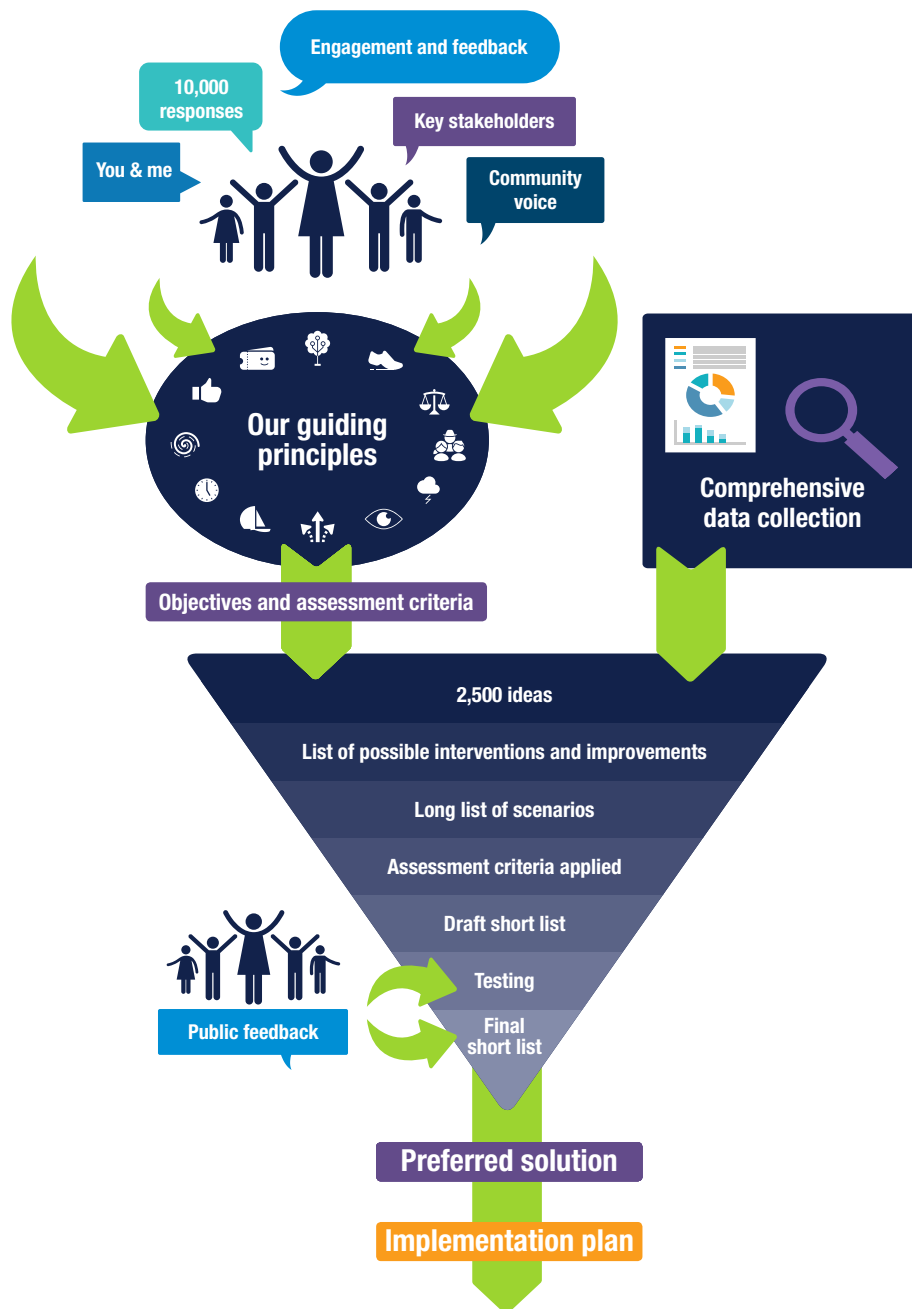 Engagement and feedback
10,000
responses
Key stakeholders
You & me
Community
voice
Our guiding
principles
Comprehensive
data collection
Objectives and assessment criteria
2,500 ideas
List of possible interventions and improvements
Long list of scenarios
Assessment criteria applied
Draft short list
Testing
Public feedback
Final
short list
Preferred solution
Implementation plan